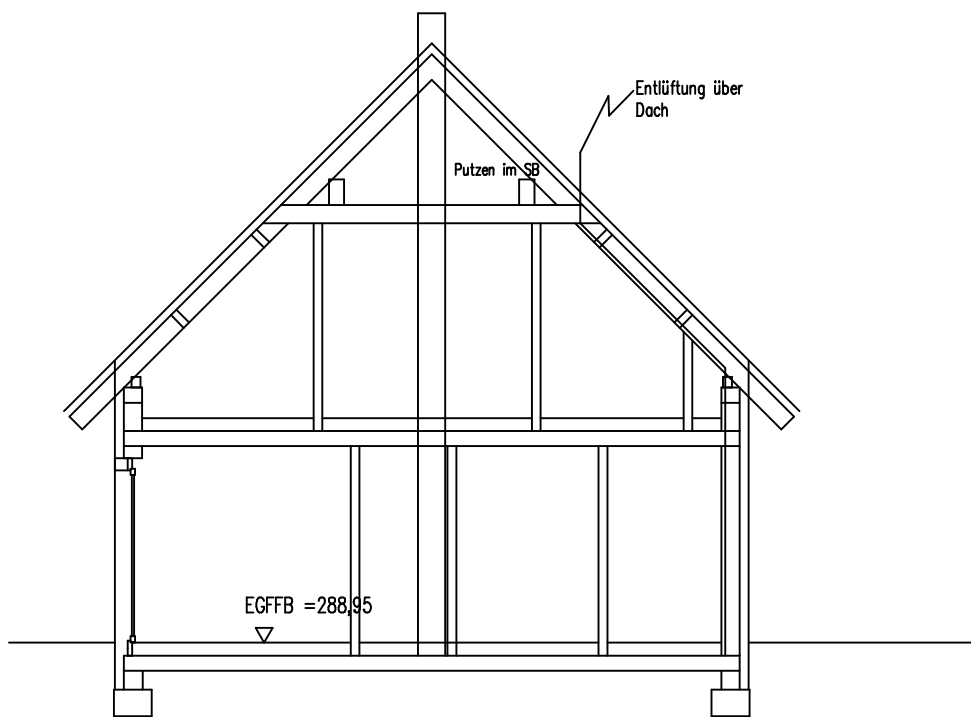 Entlüftung über
Dach
Putzen im SB
EGFFB =288,95